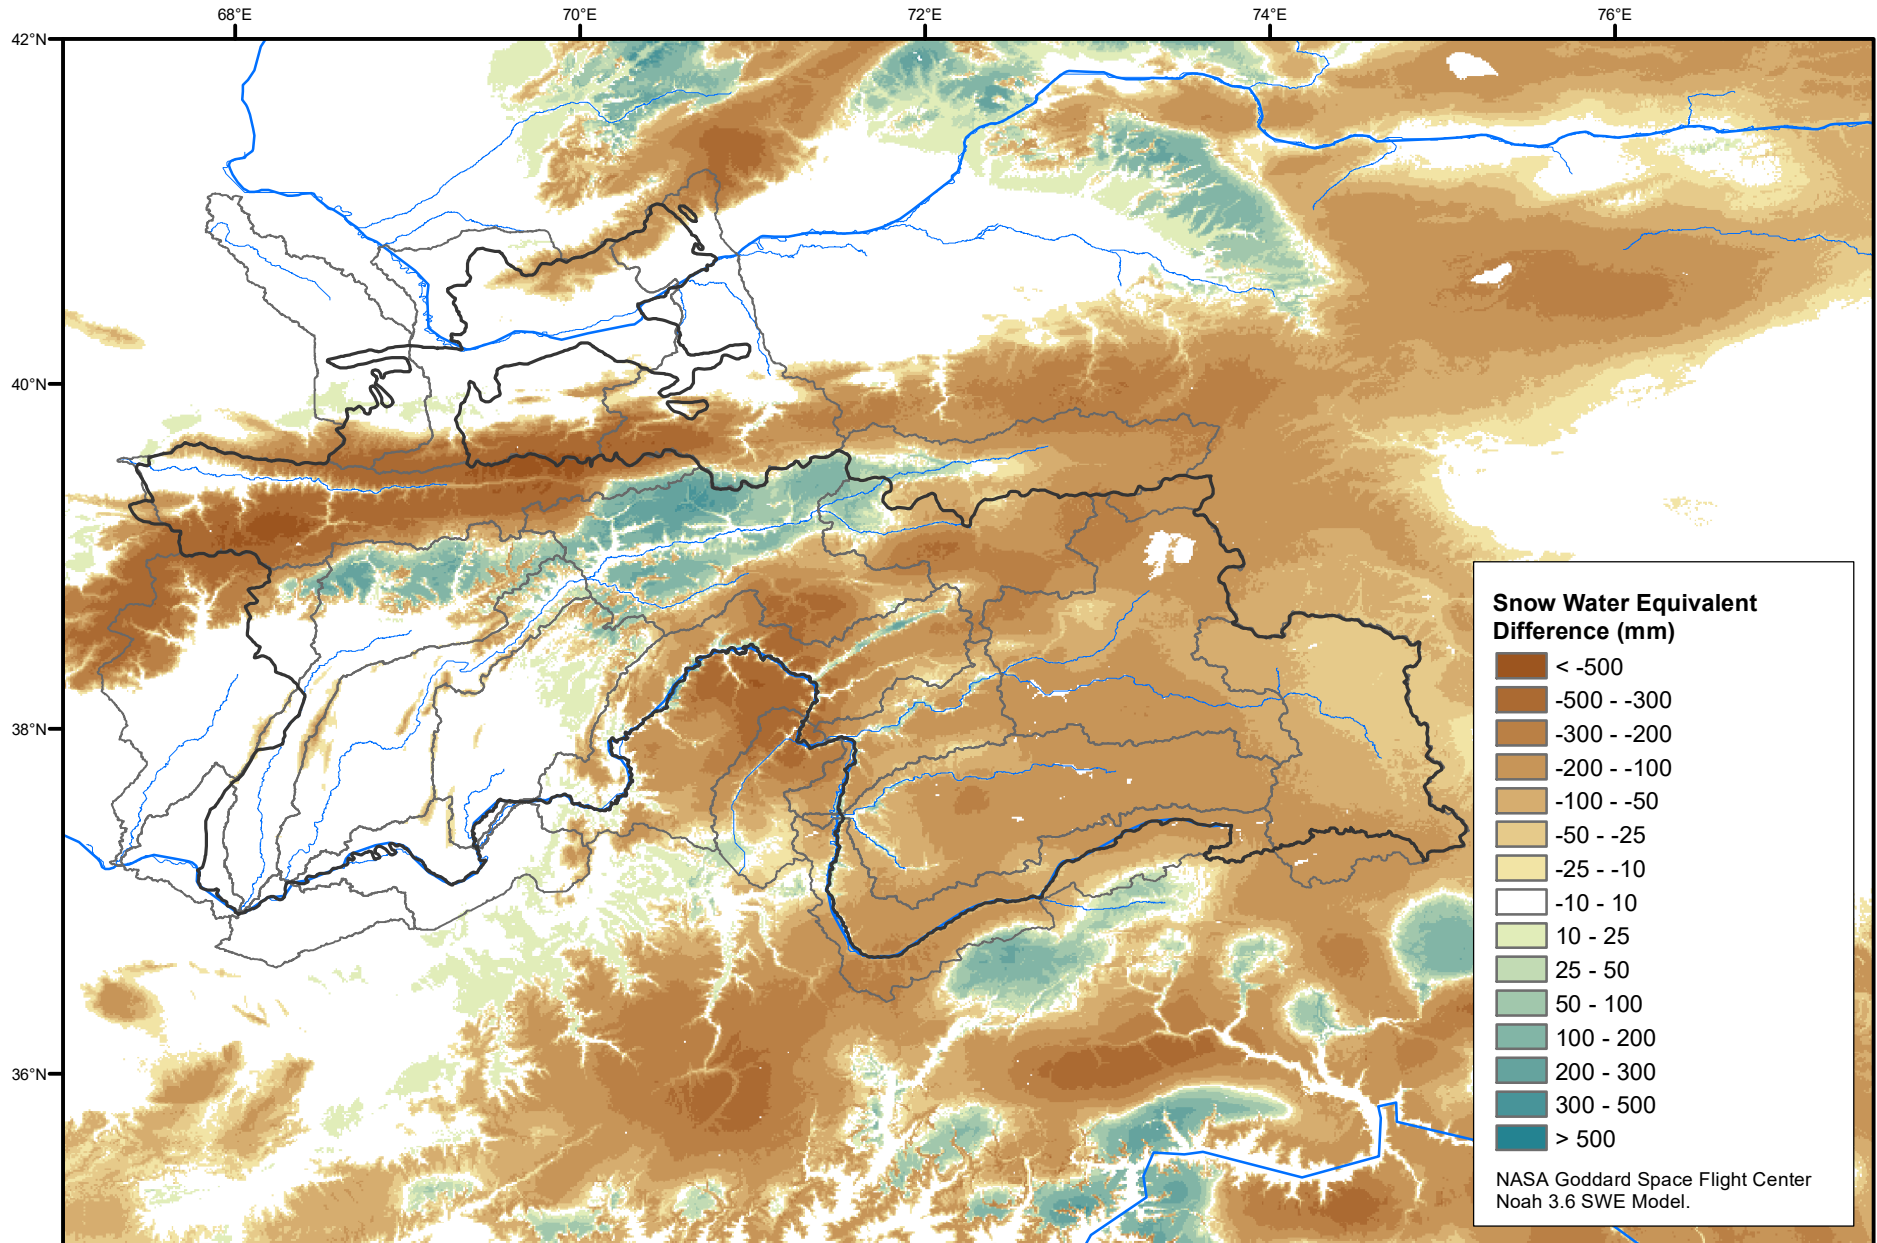 68°E
70°E
72°E
74°E
76°E
42°N
40°N
38°N
36°N
Snow Water Equivalent
Difference (mm)
< -500
-500 - -300
-300 - -200
-200 - -100
-100 - -50
-50 - -25
-25 - -10
-10 - 10
10 - 25
25 - 50
50 - 100
100 - 200
200 - 300
300 - 500
> 500
NASA Goddard Space Flight Center
Noah 3.6 SWE Model.